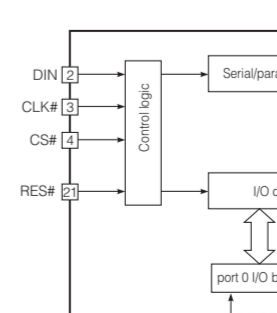 DIN 2
CLK# 3
CS# 4
RES# 21
Control logic
Serial/para
I/O c
port 0 I/O b